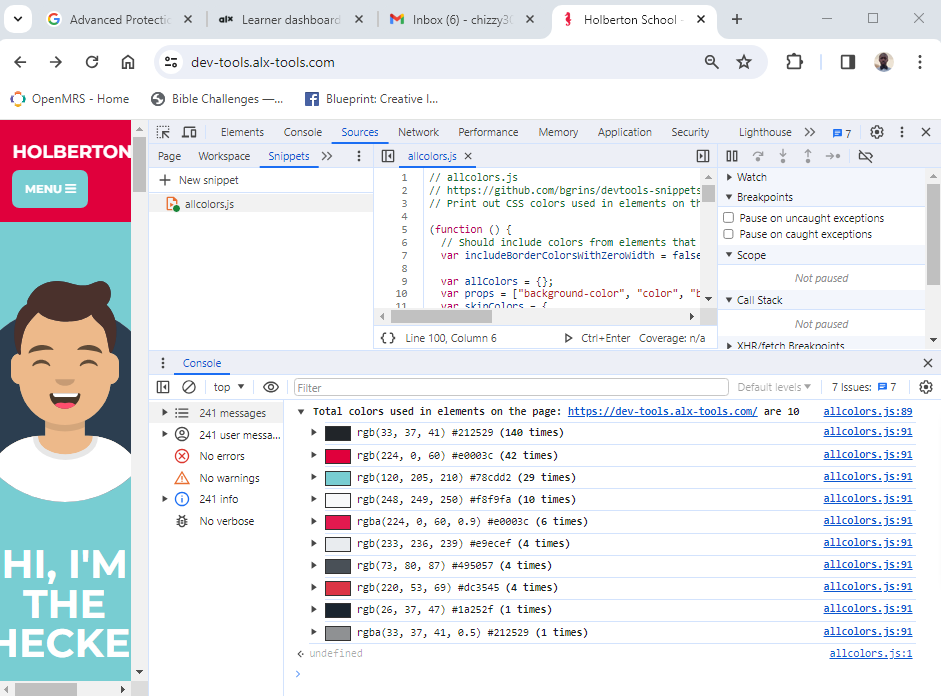 Advanced Protectic
alx Learner dashboard
Inbox (6) - chizzy30
Holberton School -
dev-tools.alx-tools.com
OpenMRS - Home
Bible Challenges —...
Blueprint: Creative I...
HOLBERTON
MENU
HI, I'M
THE
HECKE
Elements Console Sources Network Performance Memory Application Security Lighthouse 7
Page Workspace Snippets
allcolors.js
New snippet
allcolors.js
1 // allcolors.js
2 // https://github.com/bgrins/devtools-snippets
3 // Print out CSS colors used in elements on th
4
5 (function () {
6 // Should include colors from elements that
7 var includeBorderColorsWithZeroWidth = false
8
9 var allColors = {};
10 var props = ["background-color", "color", "b
11 var skipColors = {
{} Line 100, Column 6 Ctrl+Enter Coverage: n/a
Watch
Breakpoints
Pause on uncaught exceptions
Pause on caught exceptions
Scope
Not paused
Call Stack
Not paused
XHR/fetch Breakpoints
Console
top Filter Default levels 7 Issues: 7
241 messages
241 user messa...
No errors
No warnings
241 info
No verbose
Total colors used in elements on the page: https://dev-tools.alx-tools.com/ are 10 allcolors.js:89
rgb(33, 37, 41) #212529 (140 times) allcolors.js:91
rgb(224, 0, 60) #e0003c (42 times) allcolors.js:91
rgb(120, 205, 210) #78cdd2 (29 times) allcolors.js:91
rgb(248, 249, 250) #f8f9fa (10 times) allcolors.js:91
rgba(224, 0, 60, 0.9) #e0003c (6 times) allcolors.js:91
rgb(233, 236, 239) #e9ecef (4 times) allcolors.js:91
rgb(73, 80, 87) #495057 (4 times) allcolors.js:91
rgb(220, 53, 69) #dc3545 (4 times) allcolors.js:91
rgb(26, 37, 47) #1a252f (1 times) allcolors.js:91
rgba(33, 37, 41, 0.5) #212529 (1 times) allcolors.js:91
undefined allcolors.js:1